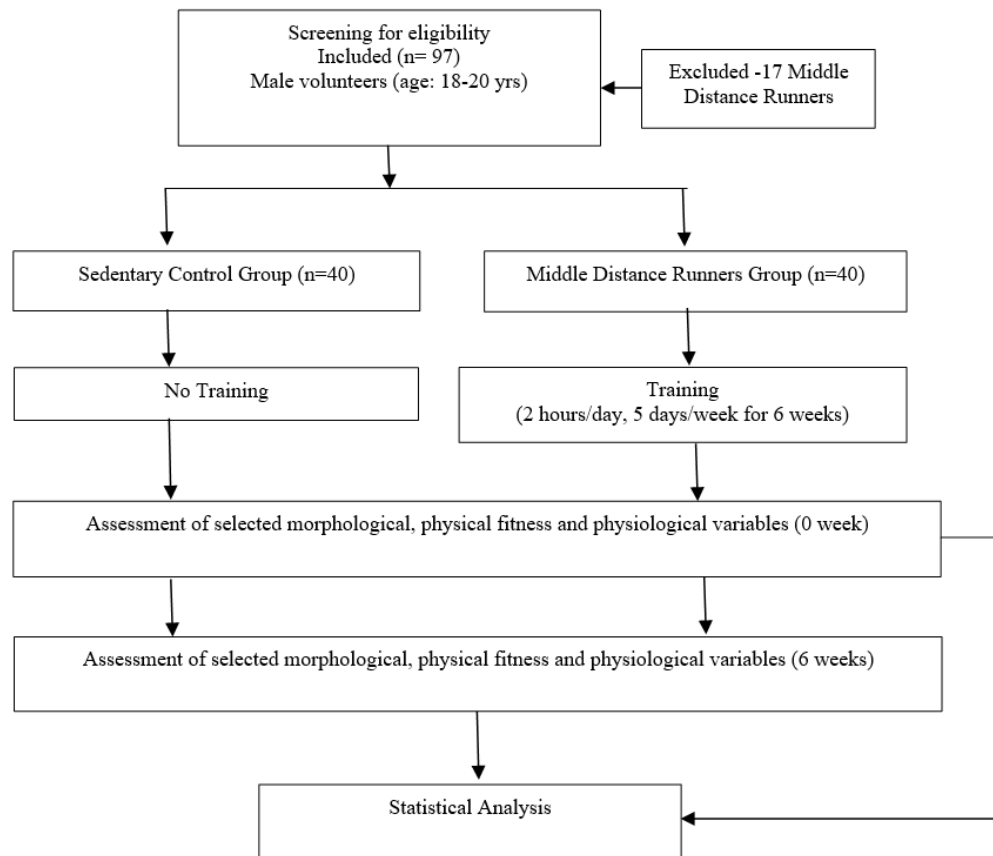 Screening for eligibility
Included (n= 97)
Male volunteers (age: 18-20 yrs)
Excluded -17 Middle
Distance Runners
Sedentary Control Group (n=40)
Middle Distance Runners Group (n=40)
No Training
Training
(2 hours/day, 5 days/week for 6 weeks)
Assessment of selected morphological, physical fitness and physiological variables (0 week)
Assessment of selected morphological, physical fitness and physiological variables (6 weeks)
Statistical Analysis